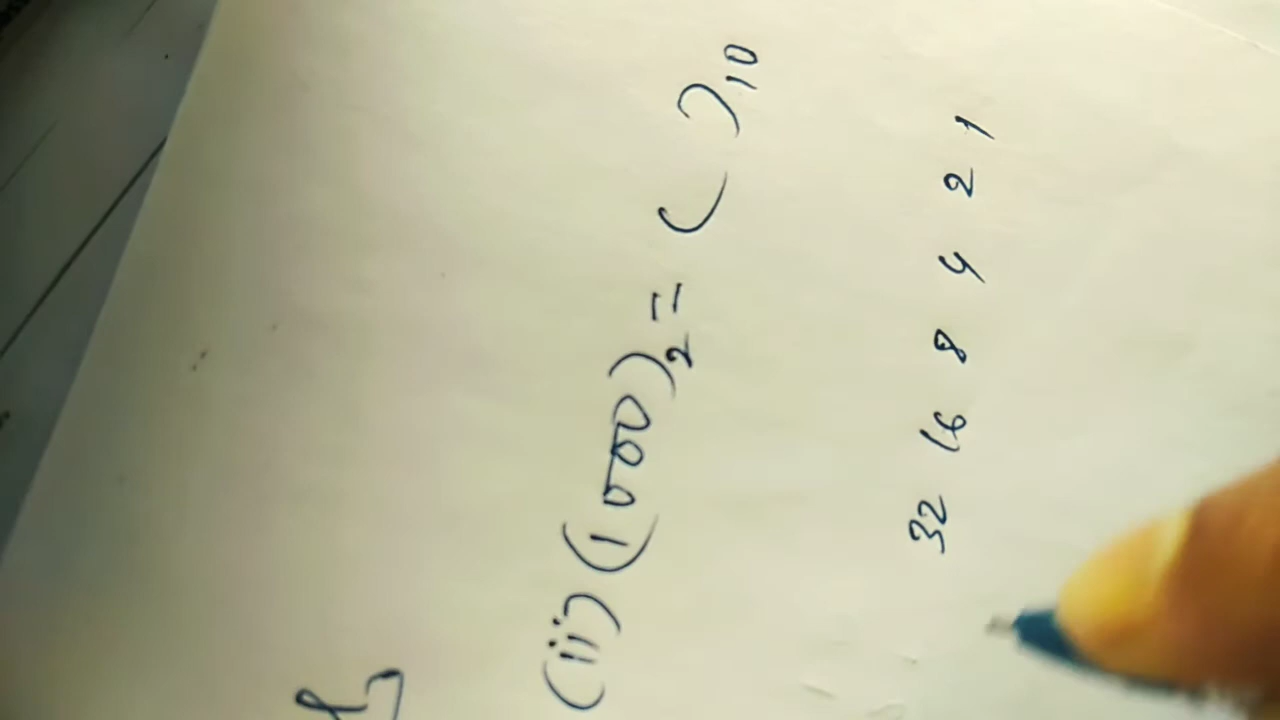 (ii) (1000)₂ = ( )₁₀
32 16 8 4 2 1